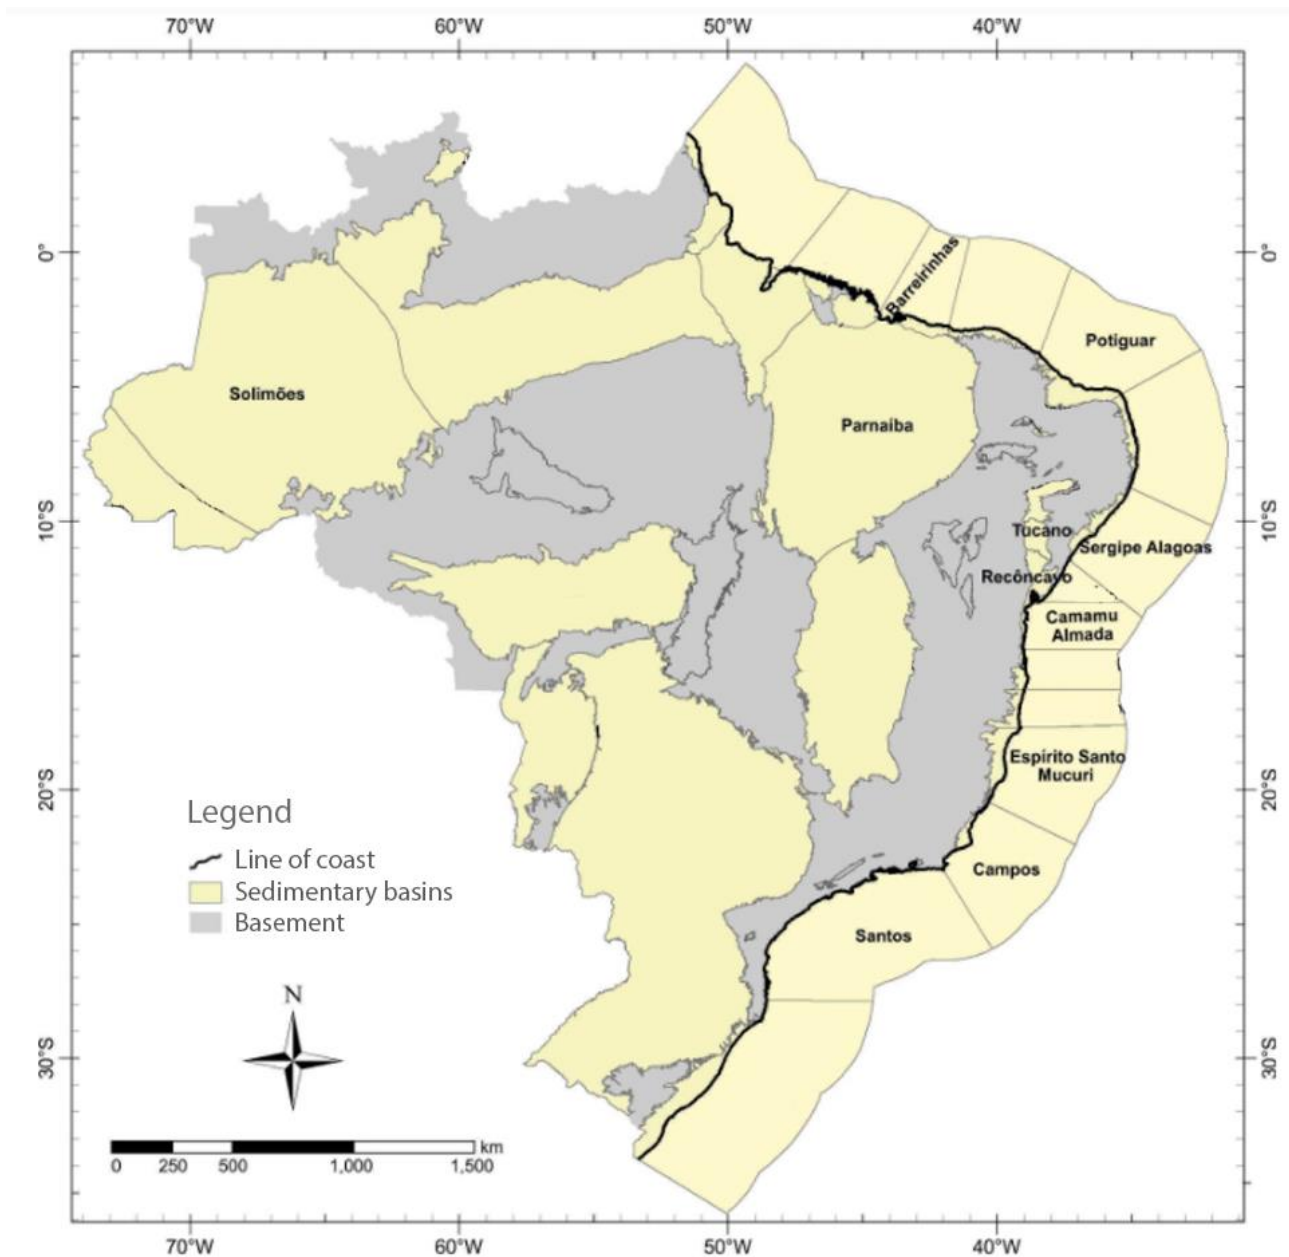 70°W 60°W 50°W 40°W
0° 0°
Barreirinhas
Potiguar
Solimões
Parnaiba
10°S 10°S
Tucano
Sergipe Alagoas
Recôncavo
Camamu
Almada
Espirito Santo
Mucuri
20°S 20°S
Legend
Line of coast
Sedimentary basins
Basement
Campos
Santos
N
30°S 30°S
km
0 250 500 1,000 1,500
70°W 60°W 50°W 40°W